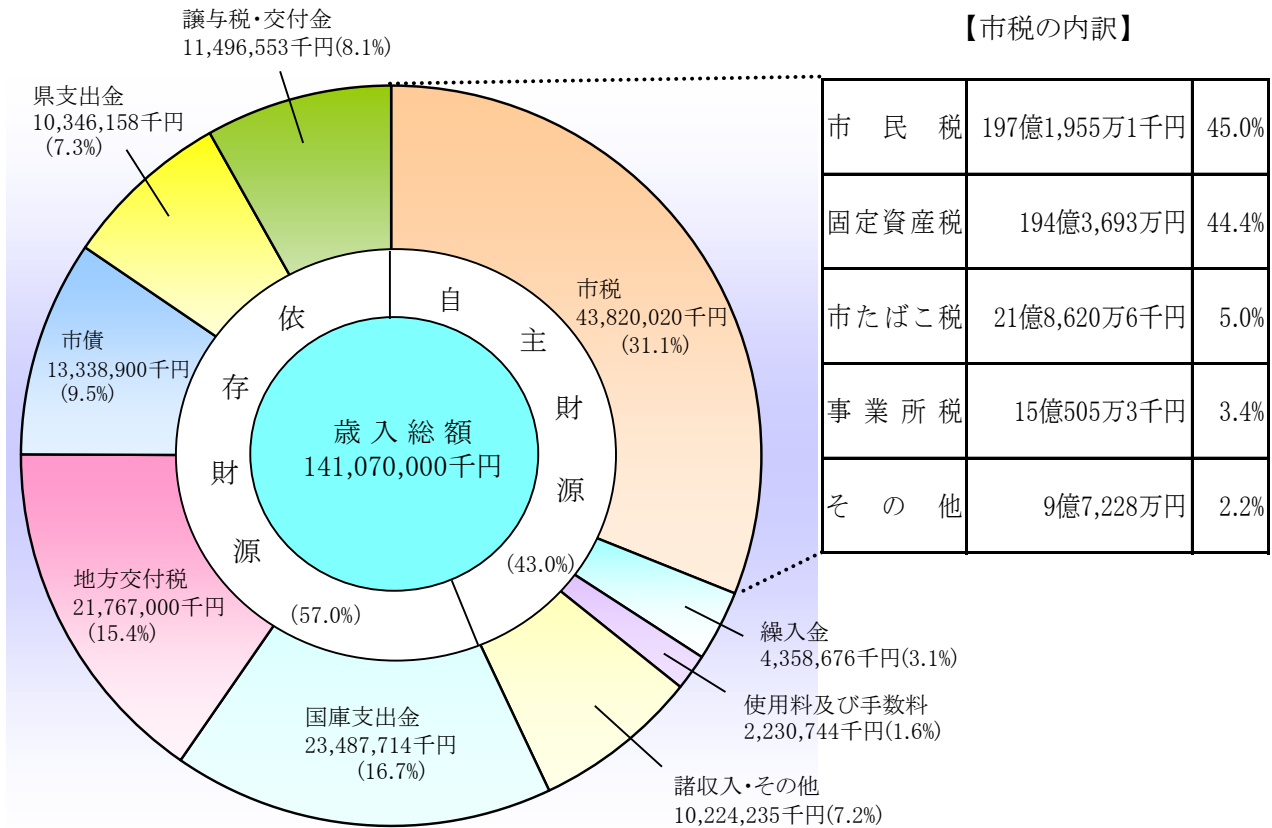 譲与税・交付金
11,496,553千円(8.1%)
【市税の内訳】
県支出金
10,346,158千円
(7.3%)
市債
13,338,900千円
(9.5%)
地方交付税
21,767,000千円
(15.4%)
国庫支出金
23,487,714千円
(16.7%)
依存財源
(57.0%)
自主財源
(43.0%)
歳入総額
141,070,000千円
市税
43,820,020千円
(31.1%)
繰入金
4,358,676千円(3.1%)
使用料及び手数料
2,230,744千円(1.6%)
諸収入・その他
10,224,235千円(7.2%)
市民税 197億1,955万1千円 45.0%
固定資産税 194億3,693万円 44.4%
市たばこ税 21億8,620万6千円 5.0%
事業所税 15億505万3千円 3.4%
その他 9億7,228万円 2.2%